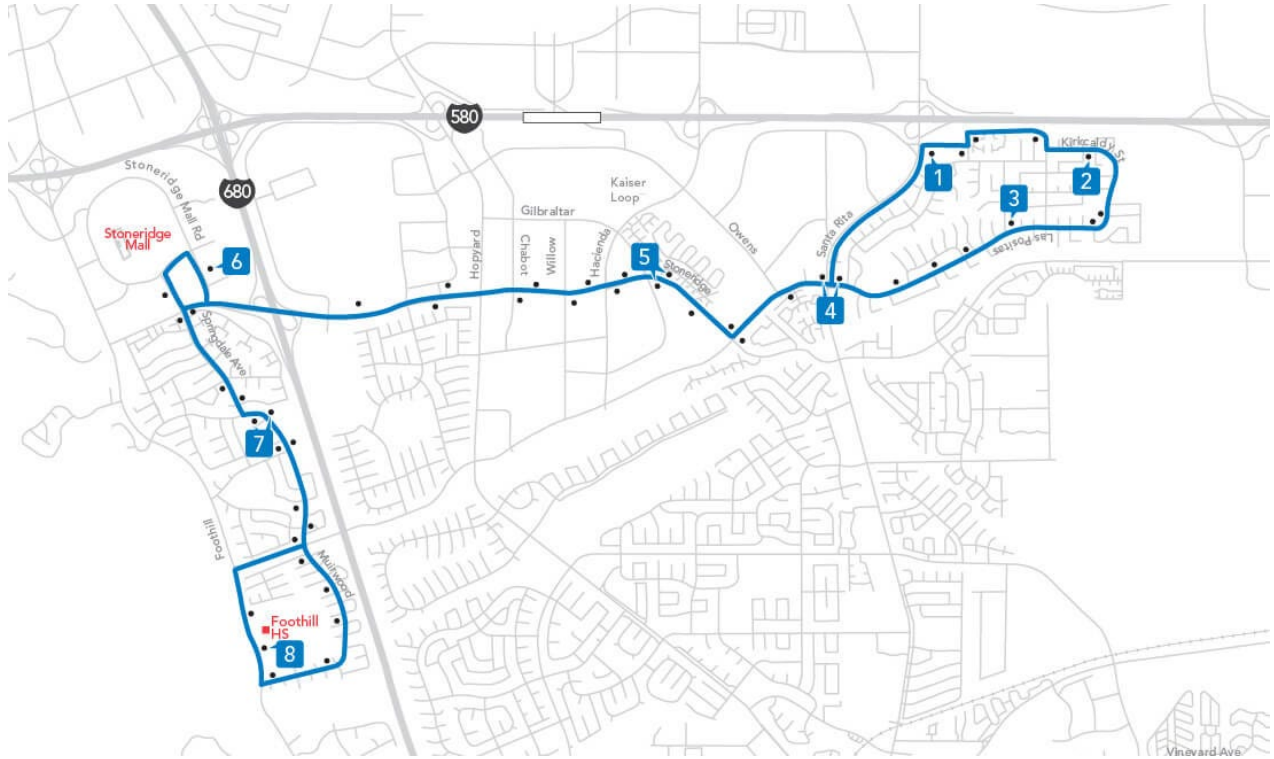 580
680
Stoneridge Mall Rd
Stoneridge
Mall
Kirkcaldy St
1
2
3
Kaiser
Loop
Gilbraltar
Owens
Santa Rita
Las Positas
Hopyard
Chabot
Willow
Hacienda
5
Stoneridge
6
4
Springdale Ave
7
Foothill
Muirwood
Foothill
HS
8
Vineyard Ave